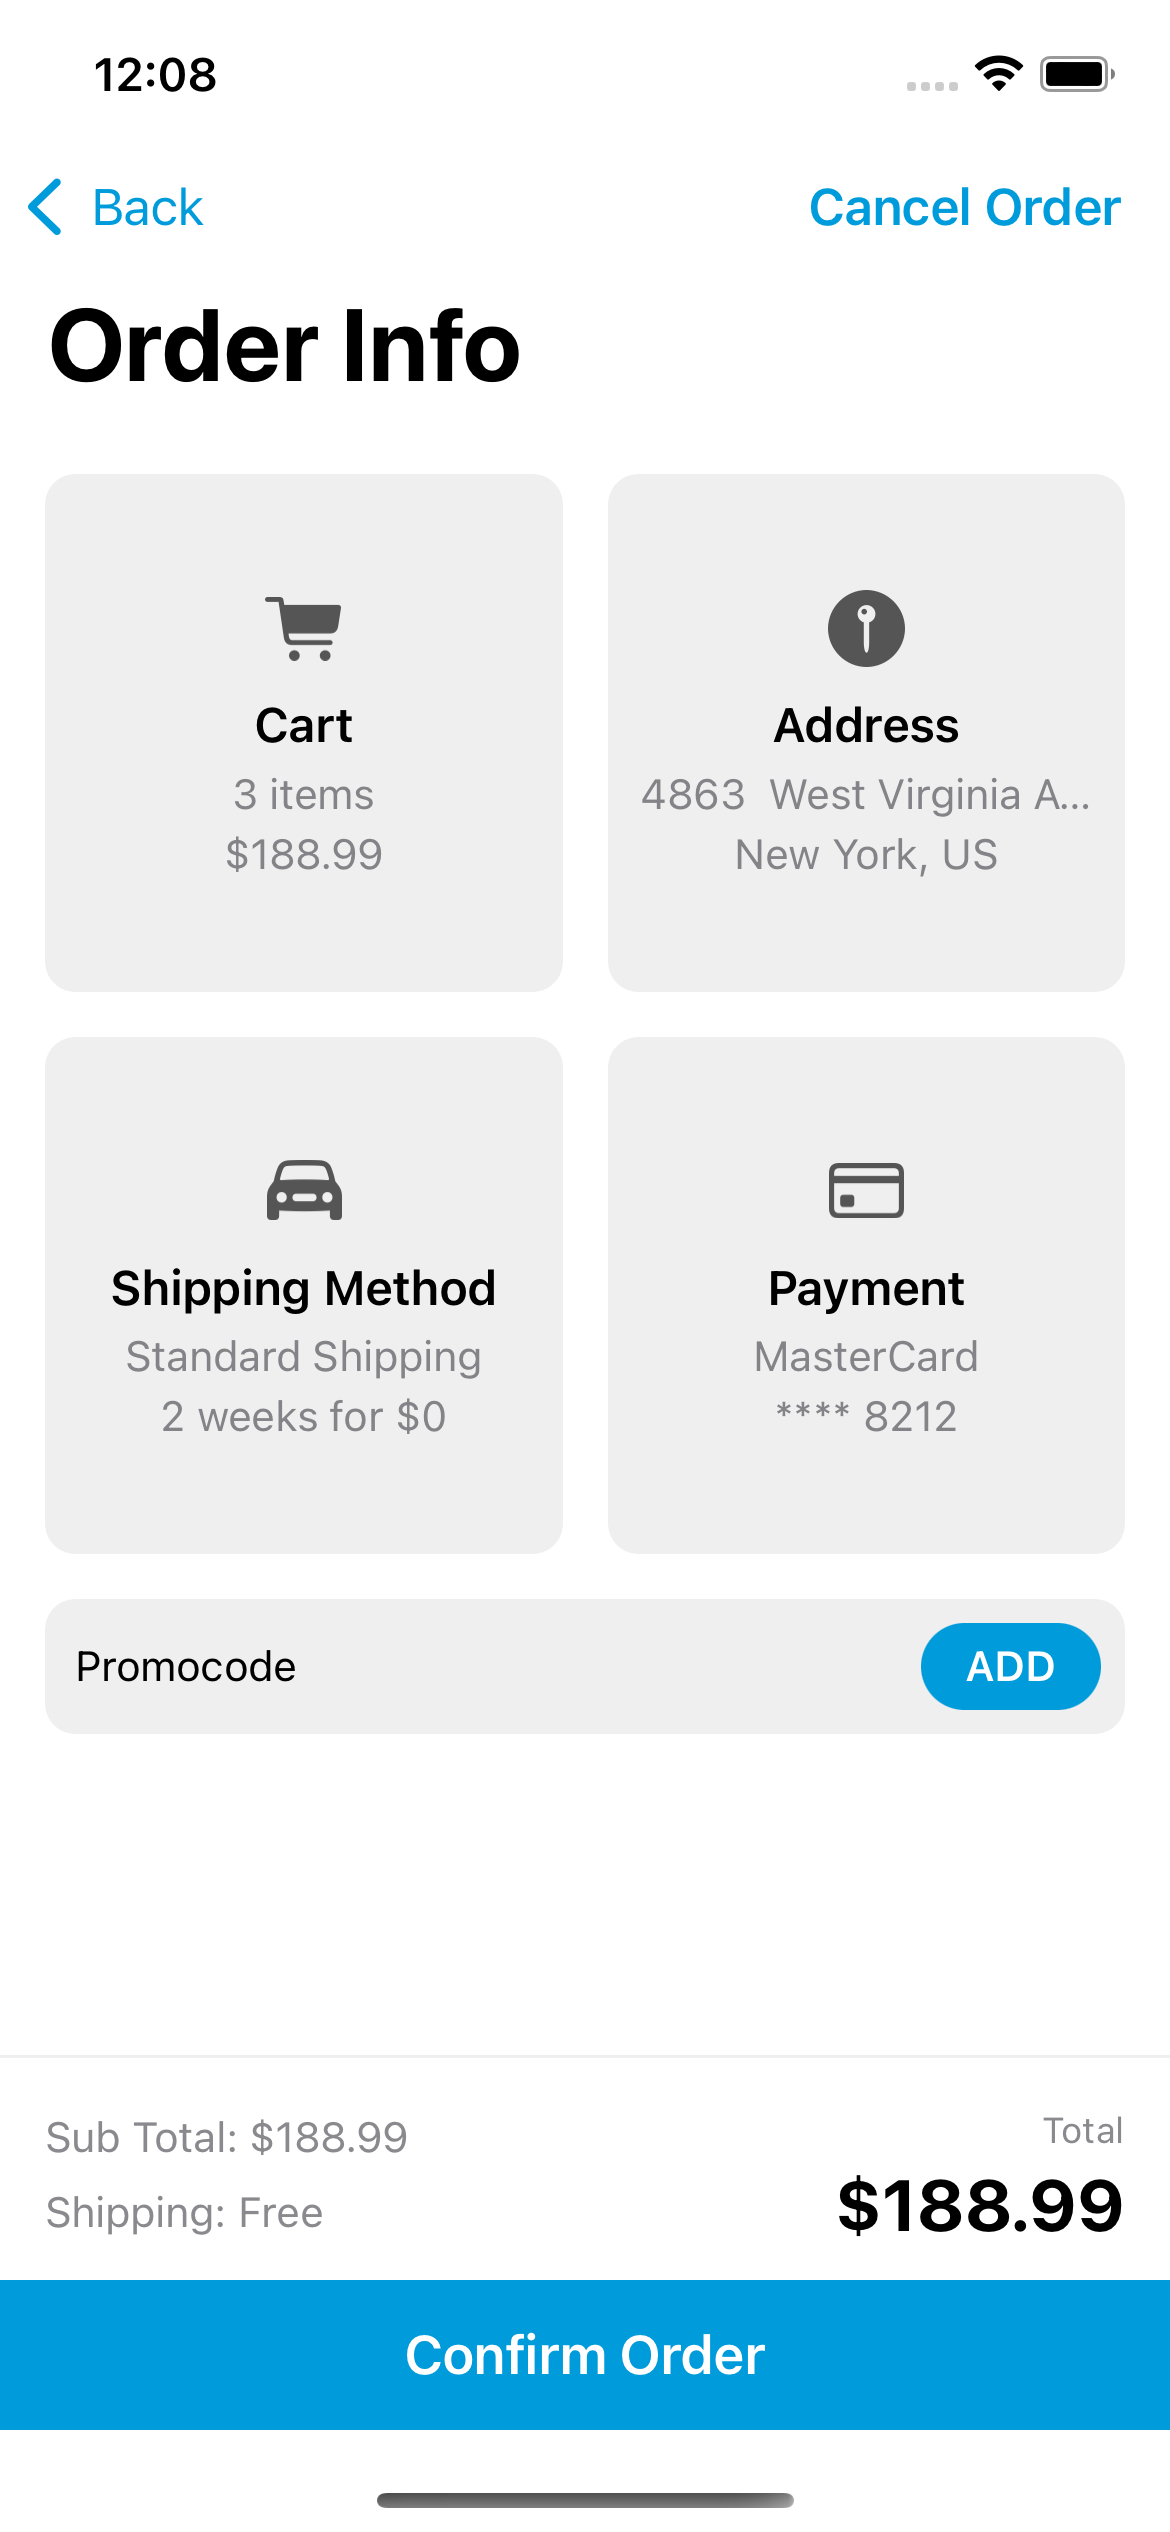 12:08
Back
Cancel Order
Order Info
Cart
3 items
$188.99
Address
4863  West Virginia A...
New York, US
Shipping Method
Standard Shipping
2 weeks for $0
Payment
MasterCard
**** 8212
Promocode
ADD
Sub Total: $188.99
Shipping: Free
Total
$188.99
Confirm Order